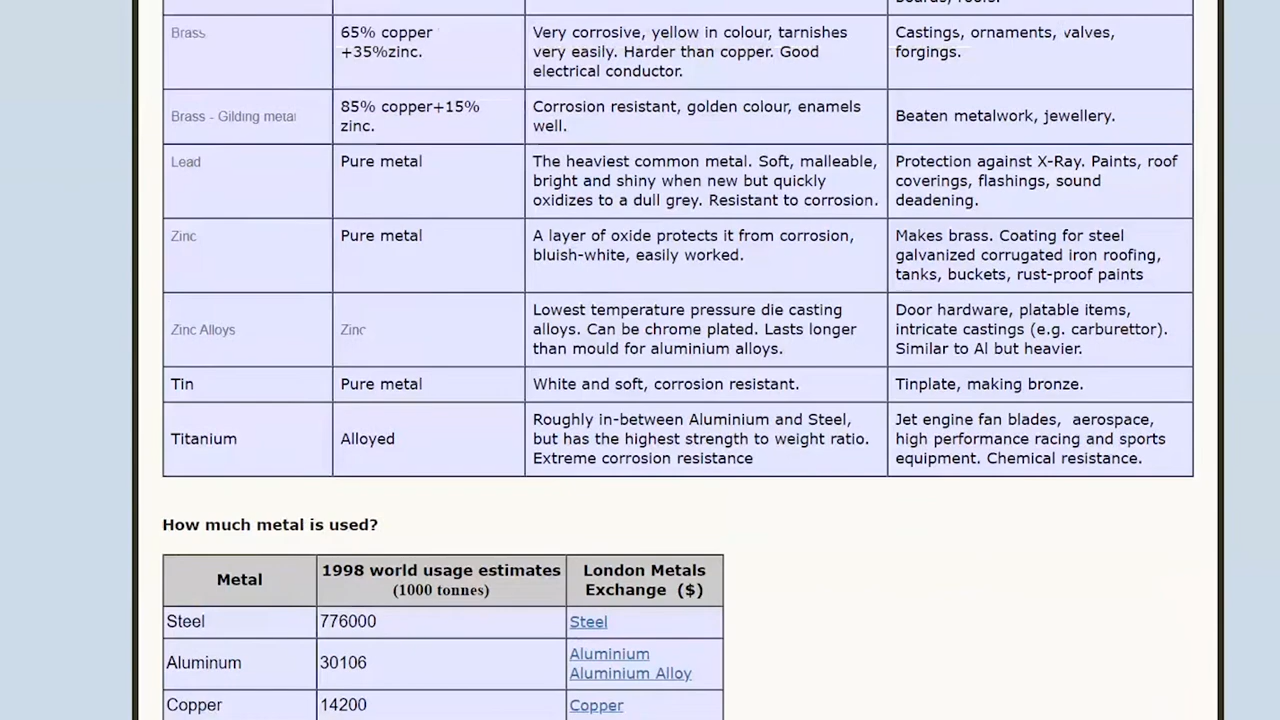 boards, roofs.
Brass
65% copper
+35%zinc.
Very corrosive, yellow in colour, tarnishes
very easily. Harder than copper. Good
electrical conductor.
Castings, ornaments, valves,
forgings.
Brass - Gilding metal
85% copper+15%
zinc.
Corrosion resistant, golden colour, enamels
well.
Beaten metalwork, jewellery.
Lead
Pure metal
The heaviest common metal. Soft, malleable,
bright and shiny when new but quickly
oxidizes to a dull grey. Resistant to corrosion.
Protection against X-Ray. Paints, roof
coverings, flashings, sound
deadening.
Zinc
Pure metal
A layer of oxide protects it from corrosion,
bluish-white, easily worked.
Makes brass. Coating for steel
galvanized corrugated iron roofing,
tanks, buckets, rust-proof paints
Zinc Alloys
Zinc
Lowest temperature pressure die casting
alloys. Can be chrome plated. Lasts longer
than mould for aluminium alloys.
Door hardware, platable items,
intricate castings (e.g. carburettor).
Similar to Al but heavier.
Tin
Pure metal
White and soft, corrosion resistant.
Tinplate, making bronze.
Titanium
Alloyed
Roughly in-between Aluminium and Steel,
but has the highest strength to weight ratio.
Extreme corrosion resistance
Jet engine fan blades, aerospace,
high performance racing and sports
equipment. Chemical resistance.
How much metal is used?
Metal
1998 world usage estimates
(1000 tonnes)
London Metals
Exchange ($)
Steel
776000
Steel
Aluminum
30106
Aluminium
Aluminium Alloy
Copper
14200
Copper